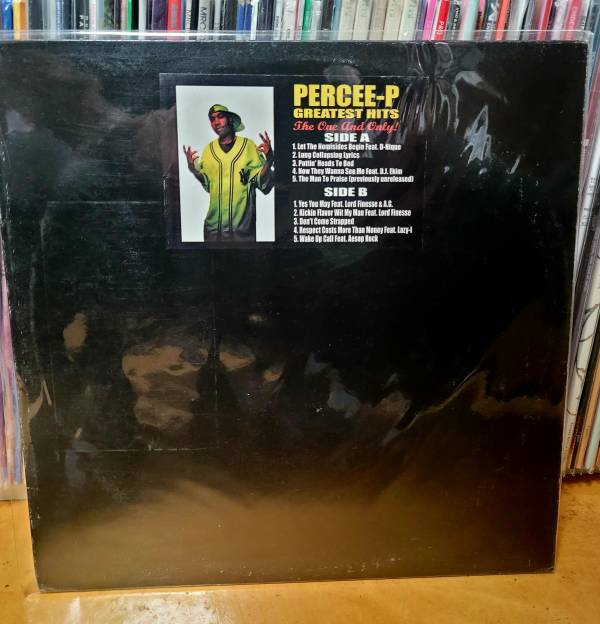 PERCEE-P
GREATEST HITS
The One And Only!
SIDE A
1. Let The Homisides Begin Feat. D-Nique
2. Lung Collapsing Lyrics
3. Puttin' Heads To Bed
4. Now They Wanna See Me Feat. D.J. Ekim
5. The Man To Praise (previously unreleased)
SIDE B
1. Yes You May Feat. Lord Finesse & A.G.
2. Kickin Flavor Wit My Man Feat. Lord Finesse
3. Don't Come Strapped
4. Respect Costs More Than Money Feat. Lazy-I
5. Wake Up Call Feat. Aesop Rock